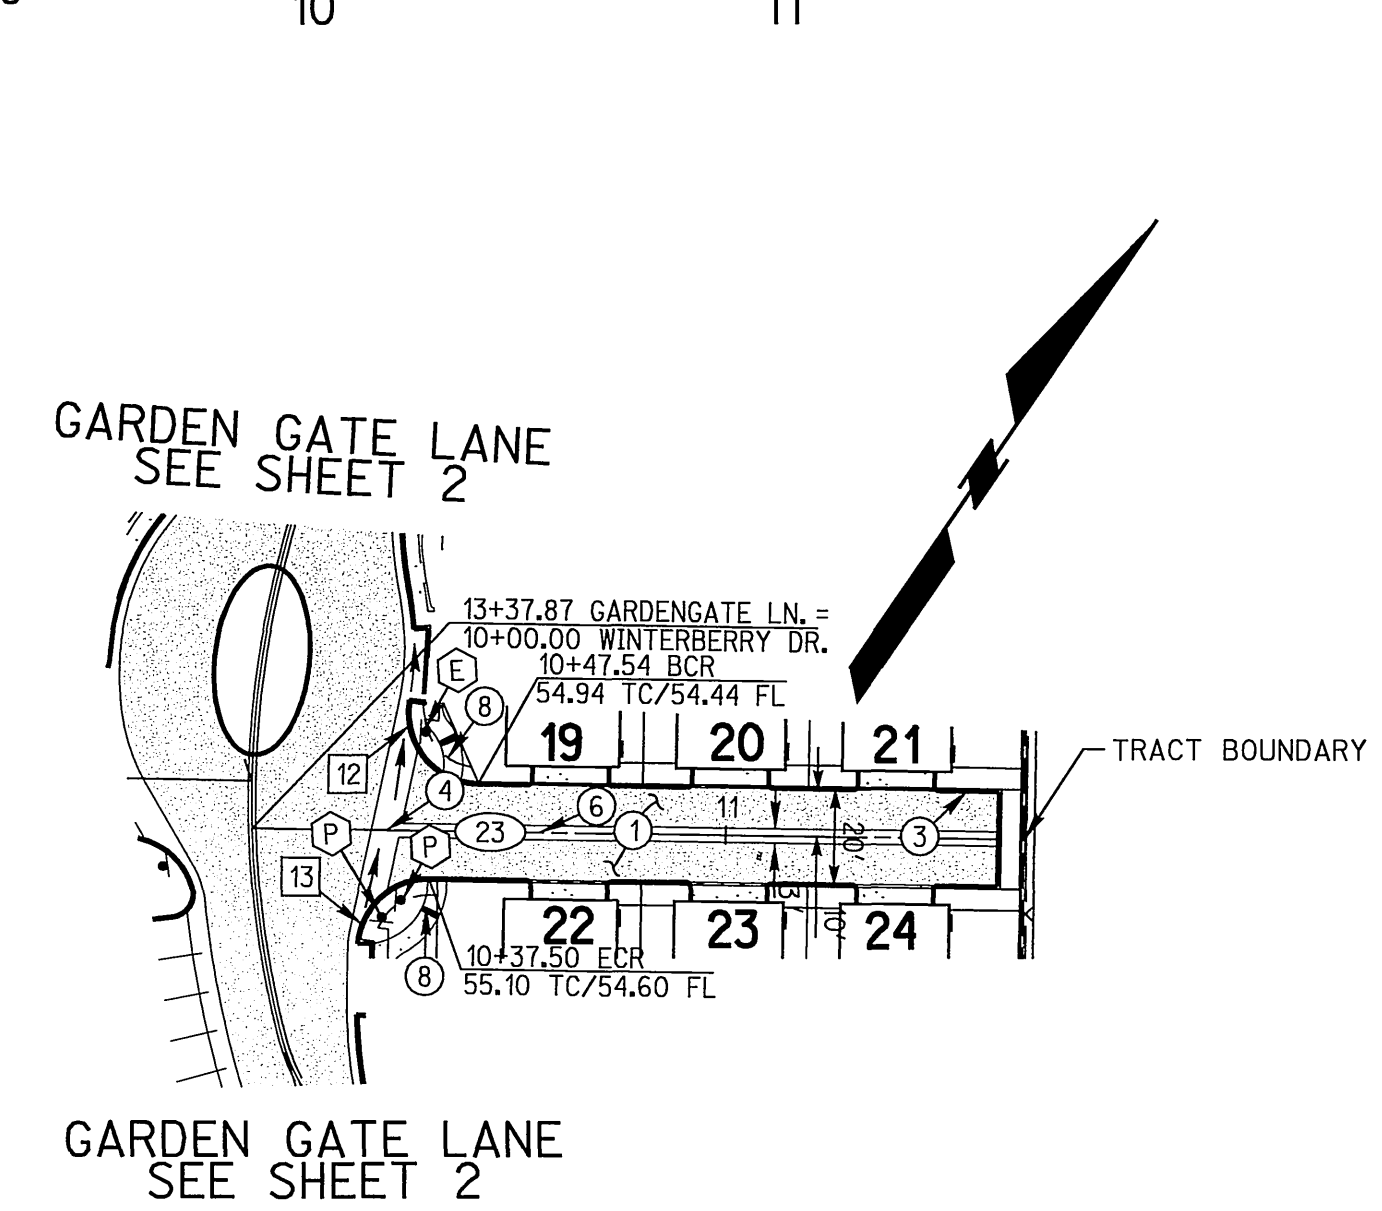 10 11
GARDEN GATE LANE
SEE SHEET 2
13+37.87 GARDENGATE LN. =
10+00.00 WINTERBERRY DR.
10+47.54 BCR
54.94 TC/54.44 FL
E
8
19 20 21
TRACT BOUNDARY
12
4
6
11
P
P
23
1
20'
3
13
3'
10'
22 23 24
8
10+37.50 ECR
55.10 TC/54.60 FL
GARDEN GATE LANE
SEE SHEET 2